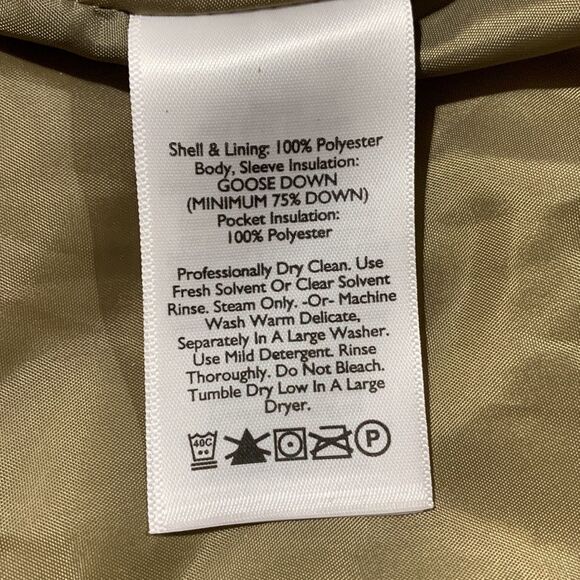 Shell & Lining: 100% Polyester
Body, Sleeve Insulation:
GOOSE DOWN
(MINIMUM 75% DOWN)
Pocket Insulation:
100% Polyester
Professionally Dry Clean. Use
Fresh Solvent Or Clear Solvent
Rinse. Steam Only. -Or- Machine
Wash Warm Delicate,
Separately In A Large Washer.
Use Mild Detergent. Rinse
Thoroughly. Do Not Bleach.
Tumble Dry Low In A Large
Dryer.
40C P